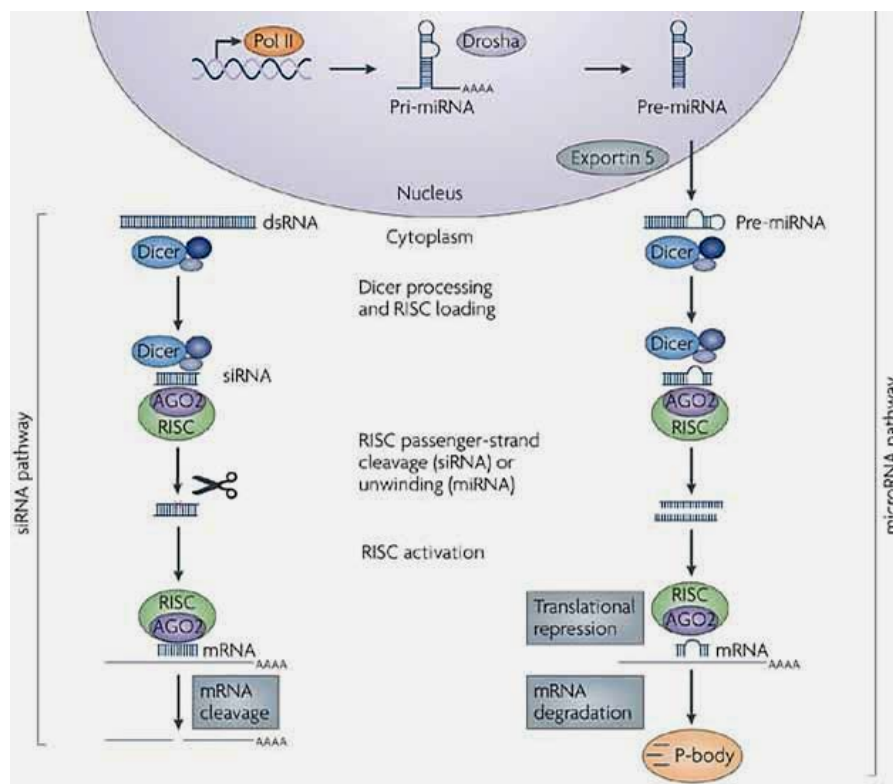 Pol II
Drosha
AAAA
Pri-miRNA
Pre-miRNA
Exportin 5
Nucleus
dsRNA
Cytoplasm
Pre-miRNA
Dicer
Dicer
Dicer processing
and RISC loading
Dicer
siRNA
AGO2
RISC
Dicer
AGO2
RISC
RISC passenger-strand
cleavage (siRNA) or
unwinding (miRNA)
RISC activation
RISC
AGO2
mRNA
AAAA
mRNA
cleavage
AAAA
Translational
repression
RISC
AGO2
mRNA
AAAA
mRNA
degradation
P-body
siRNA pathway
microRNA pathway